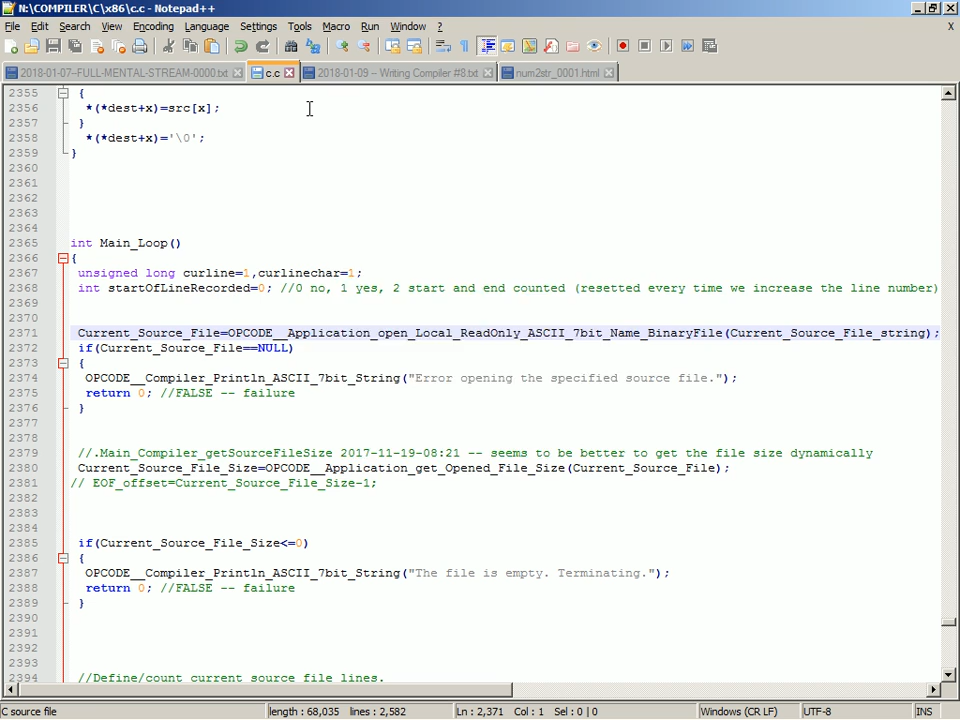 N:\COMPILER\C\x86\c.c - Notepad++
File Edit Search View Encoding Language Settings Tools Macro Run Window ? X
2018-01-07–FULL-MENTAL-STREAM-0000.txt c.c 2018-01-09 – Writing Compiler #8.txt num2str_0001.html
2355 {
2356 *(*dest+x)=src[x];
2357 }
2358 *(*dest+x)='\0';
2359 }
2360
2361
2362
2363
2364
2365 int Main_Loop()
2366 {
2367 unsigned long curline=1,curlinechar=1;
2368 int startOfLineRecorded=0; //0 no, 1 yes, 2 start and end counted (resetted every time we increase the line number)
2369
2370
2371 Current_Source_File=OPCODE__Application_open_Local_ReadOnly_ASCII_7bit_Name_BinaryFile(Current_Source_File_string);
2372 if(Current_Source_File==NULL)
2373 {
2374 OPCODE__Compiler_Println_ASCII_7bit_String("Error opening the specified source file.");
2375 return 0; //FALSE -- failure
2376 }
2377
2378
2379 //.Main_Compiler_getSourceFileSize 2017-11-19-08:21 -- seems to be better to get the file size dynamically
2380 Current_Source_File_Size=OPCODE__Application_get_Opened_File_Size(Current_Source_File);
2381 // EOF_offset=Current_Source_File_Size-1;
2382
2383
2384
2385 if(Current_Source_File_Size<=0)
2386 {
2387 OPCODE__Compiler_Println_ASCII_7bit_String("The file is empty. Terminating.");
2388 return 0; //FALSE -- failure
2389 }
2390
2391
2392
2393
2394 //Define/count current source file lines.
C source file length : 68,035 lines : 2,582 Ln : 2,371 Col : 1 Sel : 0 | 0 Windows (CR LF) UTF-8 INS